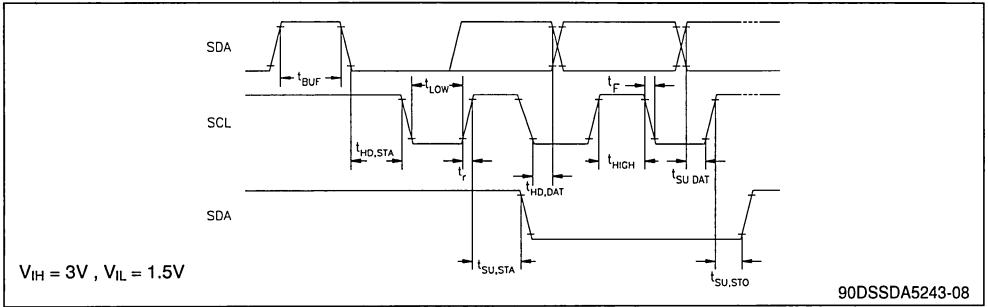 SDA
tBUF
tLOW
tF
SCL
tHD,STA
tr
tHD,DAT
tHIGH
tSU DAT
SDA
tSU,STA
tSU,STO
VIH = 3V , VIL = 1.5V
90DSSDA5243-08